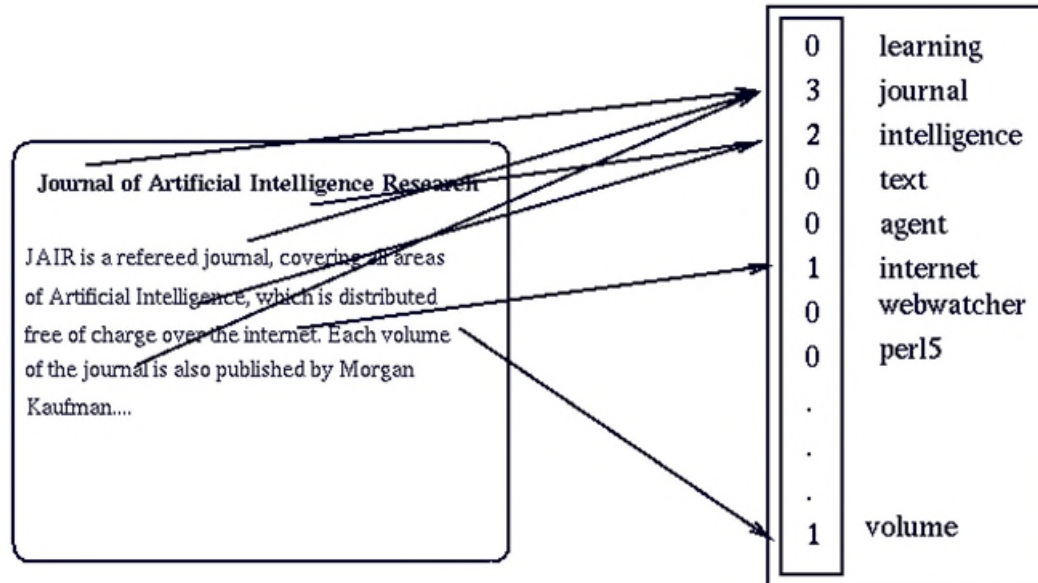 Journal of Artificial Intelligence Research
JAIR is a refereed journal, covering all areas
of Artificial Intelligence, which is distributed
free of charge over the internet. Each volume
of the journal is also published by Morgan
Kaufman....
0 learning
3 journal
2 intelligence
0 text
0 agent
1 internet
0 webwatcher
0 perl5
.
.
.
1 volume